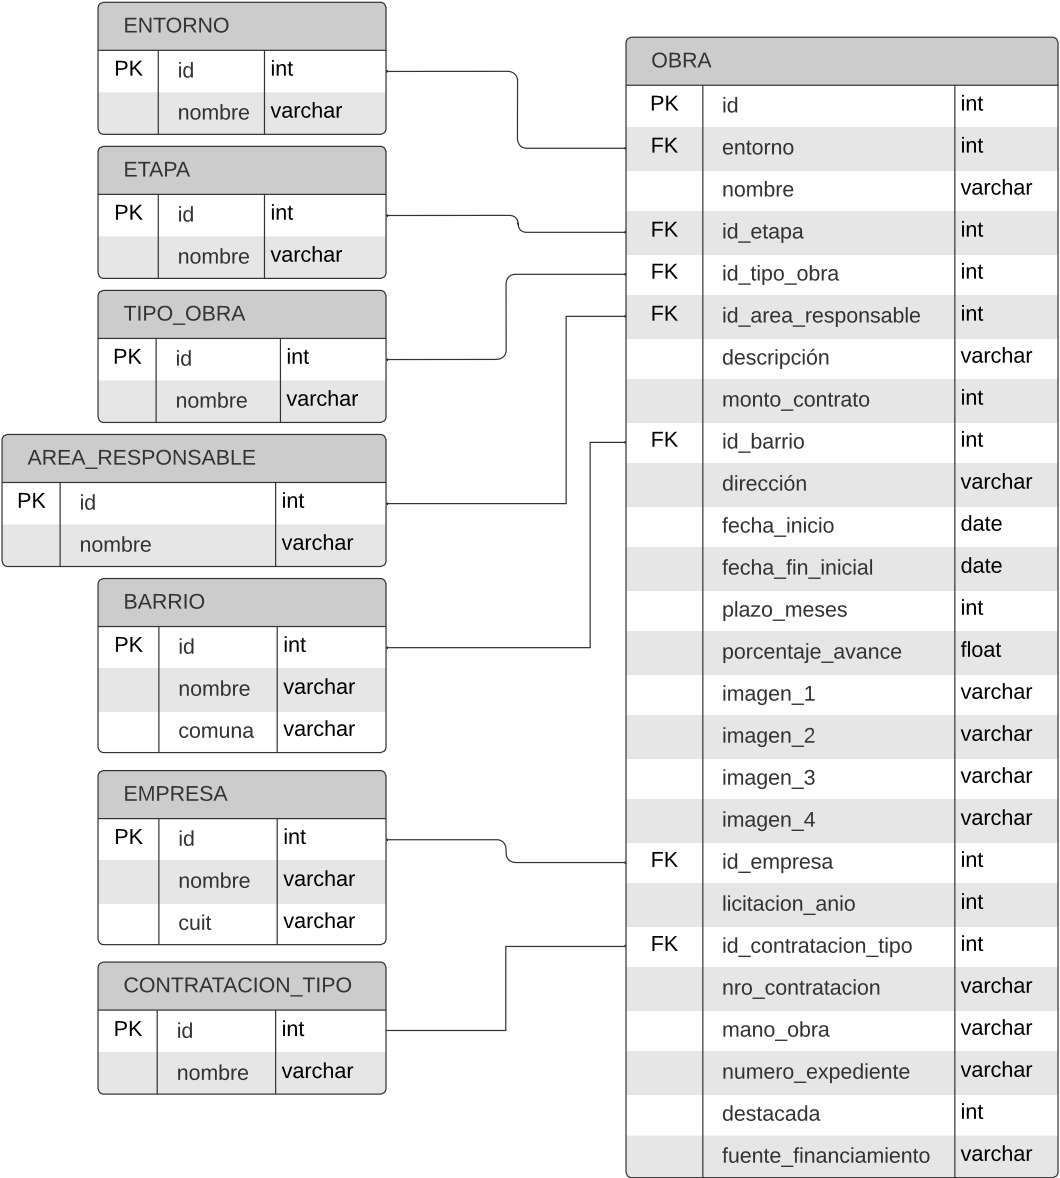 ENTORNO
PK id int
nombre varchar
ETAPA
PK id int
nombre varchar
TIPO_OBRA
PK id int
nombre varchar
AREA_RESPONSABLE
PK id int
nombre varchar
BARRIO
PK id int
nombre varchar
comuna varchar
EMPRESA
PK id int
nombre varchar
cuit varchar
CONTRATACION_TIPO
PK id int
nombre varchar
OBRA
PK id int
FK entorno int
nombre varchar
FK id_etapa int
FK id_tipo_obra int
FK id_area_responsable int
descripción varchar
monto_contrato int
FK id_barrio int
dirección varchar
fecha_inicio date
fecha_fin_inicial date
plazo_meses int
porcentaje_avance float
imagen_1 varchar
imagen_2 varchar
imagen_3 varchar
imagen_4 varchar
FK id_empresa int
licitacion_anio int
FK id_contratacion_tipo int
nro_contratacion varchar
mano_obra varchar
numero_expediente varchar
destacada int
fuente_financiamiento varchar